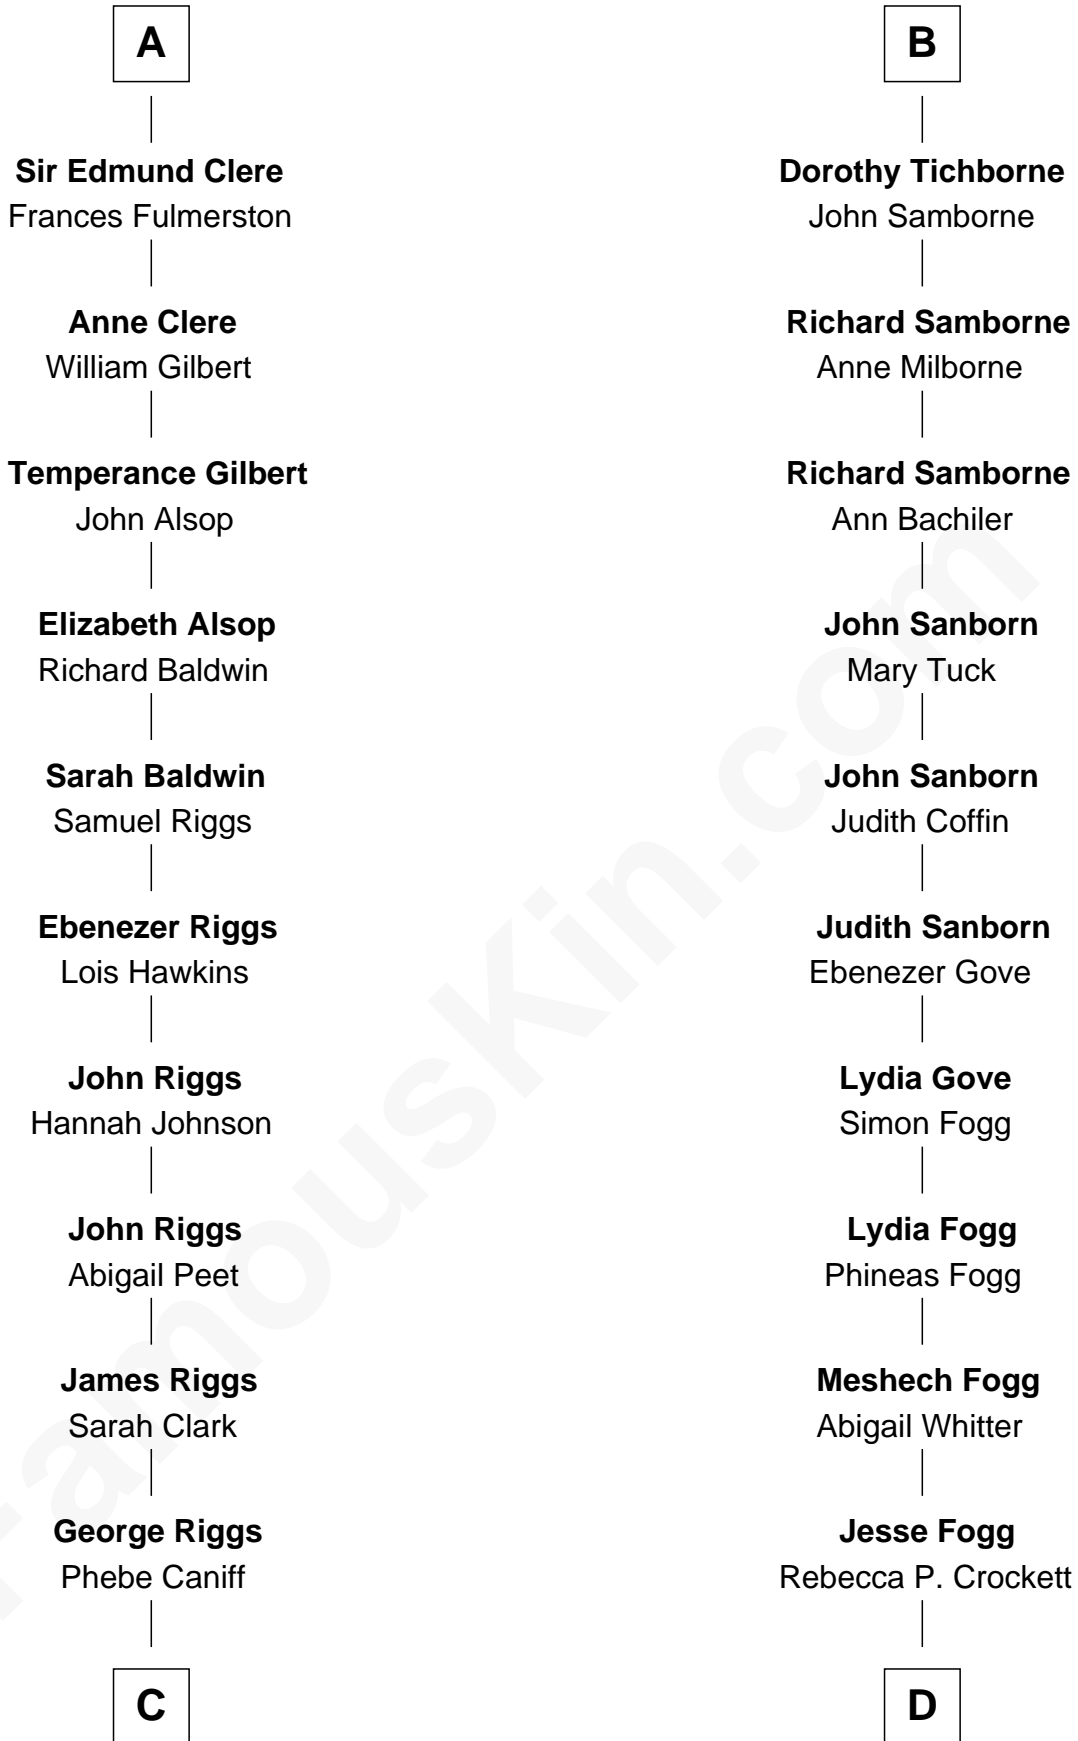 A
Sir Edmund Clere
Frances Fulmerston
Anne Clere
William Gilbert
Temperance Gilbert
John Alsop
Elizabeth Alsop
Richard Baldwin
Sarah Baldwin
Samuel Riggs
Ebenezer Riggs
Lois Hawkins
John Riggs
Hannah Johnson
John Riggs
Abigail Peet
James Riggs
Sarah Clark
George Riggs
Phebe Caniff
C
B
Dorothy Tichborne
John Samborne
Richard Samborne
Anne Milborne
Richard Samborne
Ann Bachiler
John Sanborn
Mary Tuck
John Sanborn
Judith Coffin
Judith Sanborn
Ebenezer Gove
Lydia Gove
Simon Fogg
Lydia Fogg
Phineas Fogg
Meshech Fogg
Abigail Whitter
Jesse Fogg
Rebecca P. Crockett
D
FamousKin.com